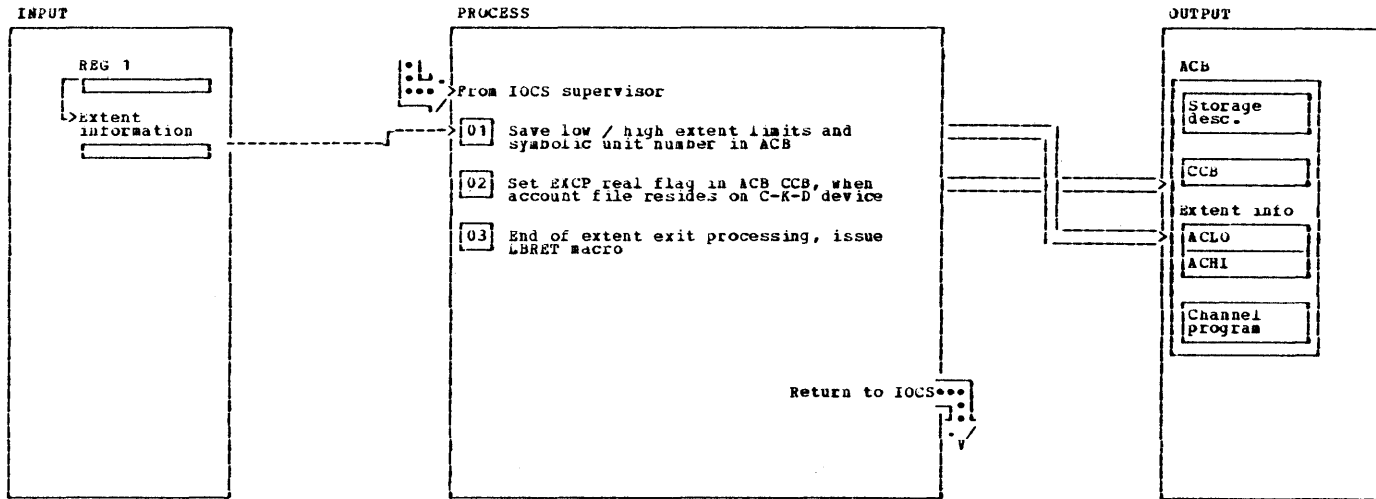 INPUT
PROCESS
OUTPUT
REG 1
Extent
information
From IOCS supervisor
01 Save low / high extent limits and
symbolic unit number in ACB
02 Set EXCP real flag in ACB CCB, when
account file resides on C-K-D device
03 End of extent exit processing, issue
LBRET macro
Return to IOCS
ACB
Storage
desc.
CCB
Extent info
ACLO
ACHI
Channel
program